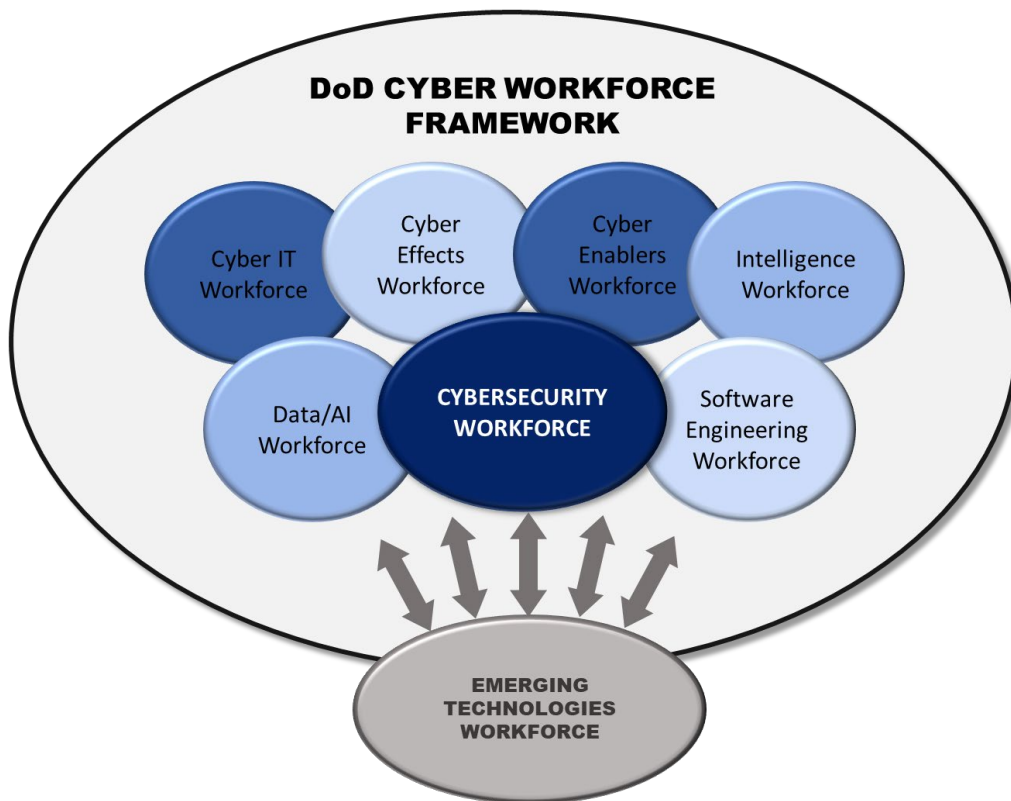 DoD CYBER WORKFORCE
FRAMEWORK
Cyber IT
Workforce
Cyber
Effects
Workforce
Cyber
Enablers
Workforce
Intelligence
Workforce
Data/AI
Workforce
CYBERSECURITY
WORKFORCE
Software
Engineering
Workforce
EMERGING
TECHNOLOGIES
WORKFORCE